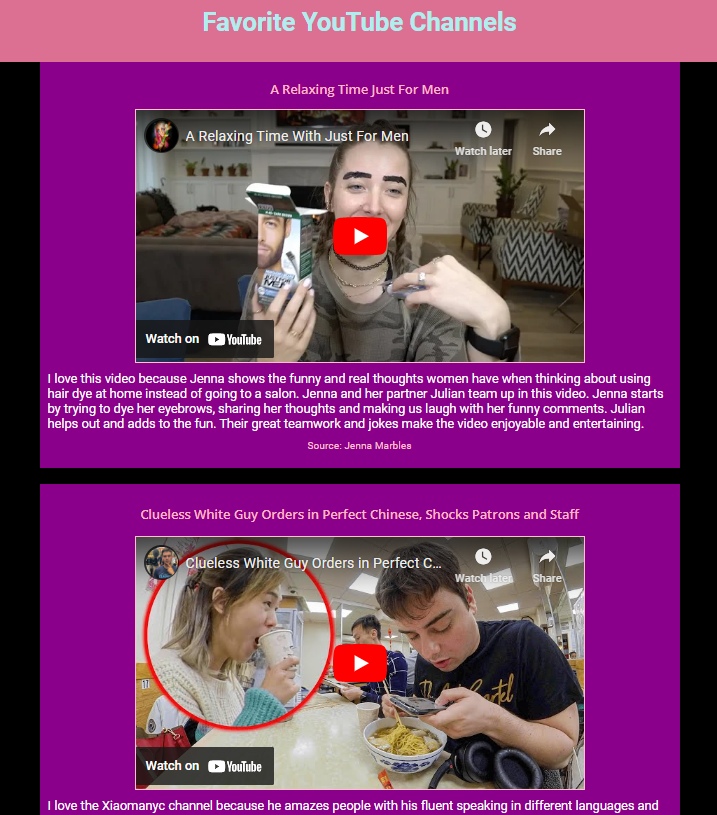 Favorite YouTube Channels
A Relaxing Time Just For Men
A Relaxing Time With Just For Men
Watch later
Share
Watch on YouTube
I love this video because Jenna shows the funny and real thoughts women have when thinking about using
hair dye at home instead of going to a salon. Jenna and her partner Julian team up in this video. Jenna starts
by trying to dye her eyebrows, sharing her thoughts and making us laugh with her funny comments. Julian
helps out and adds to the fun. Their great teamwork and jokes make the video enjoyable and entertaining.
Source: Jenna Marbles
Clueless White Guy Orders in Perfect Chinese, Shocks Patrons and Staff
Clueless White Guy Orders in Perfect C...
Watch later
Share
Watch on YouTube
I love the Xiaomanyc channel because he amazes people with his fluent speaking in different languages and